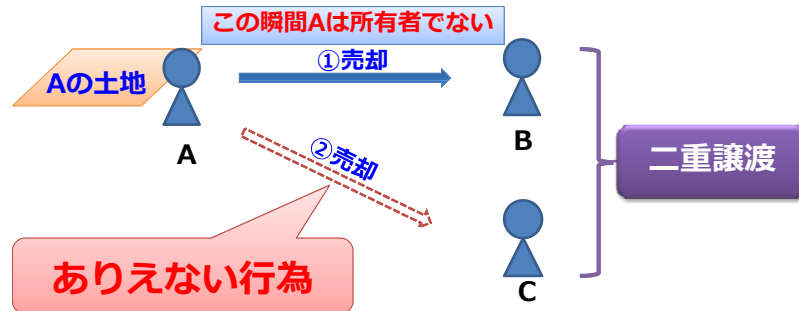 この瞬間Aは所有者でない
①売却
Aの土地
A
B
②売却
二重譲渡
ありえない行為
C